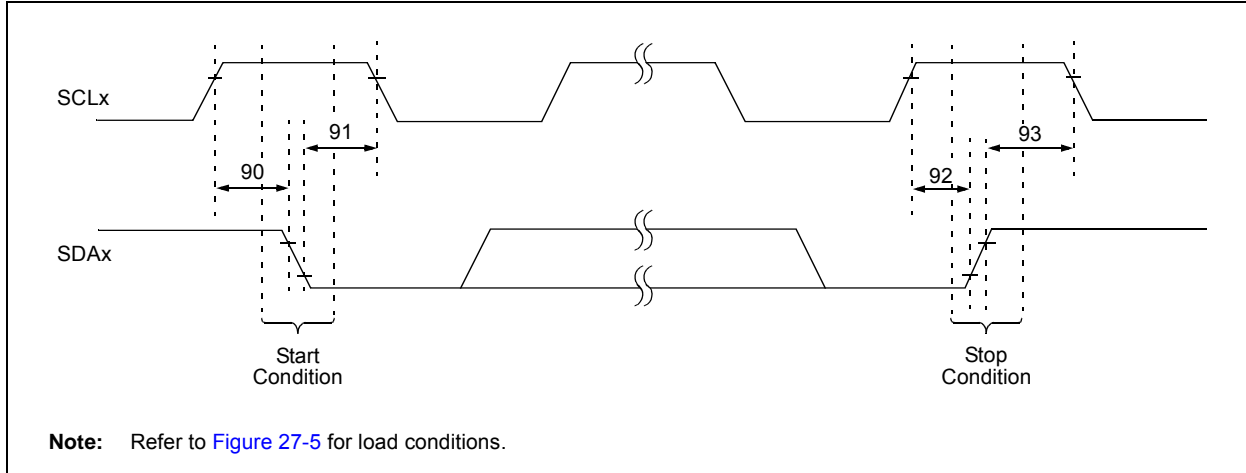 SCLx
91
93
90
92
SDAx
Start
Condition
Stop
Condition
Note: Refer to Figure 27-5 for load conditions.